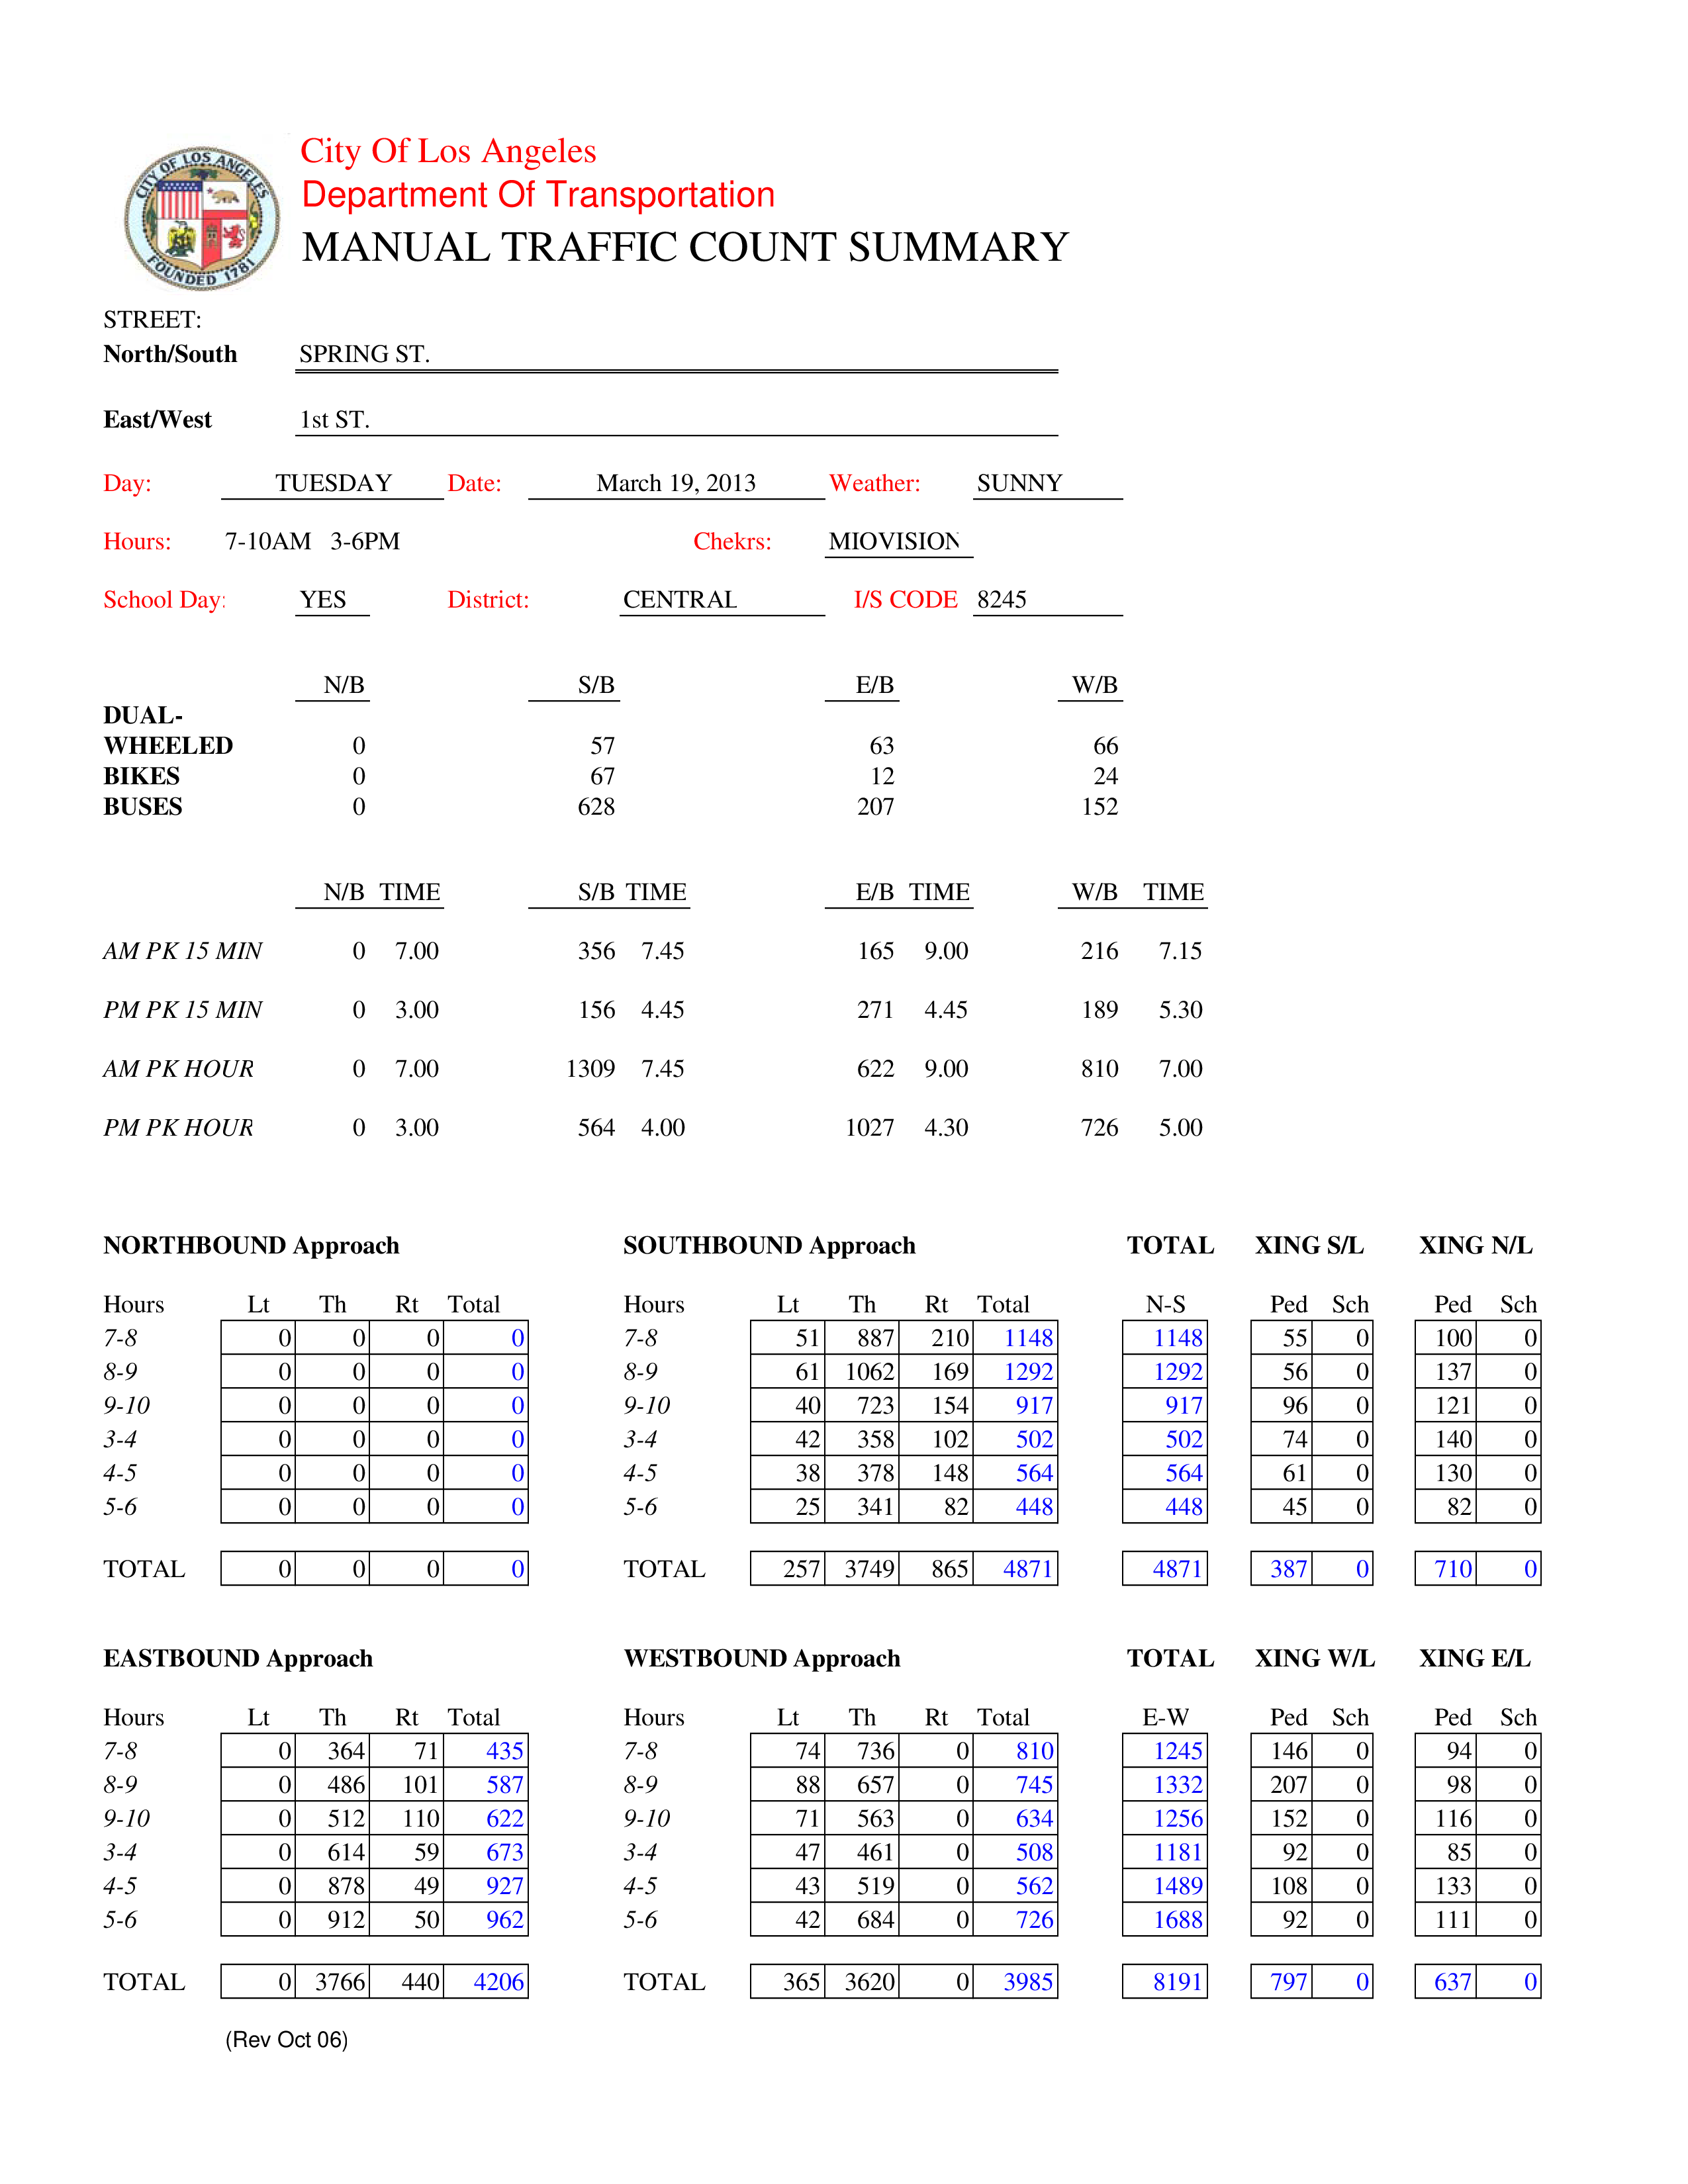 CITY OF LOS ANGELES
FOUNDED 1781
City Of Los Angeles
Department Of Transportation
MANUAL TRAFFIC COUNT SUMMARY
STREET:
North/South SPRING ST.
East/West 1st ST.
Day: TUESDAY Date: March 19, 2013 Weather: SUNNY
Hours: 7-10AM 3-6PM Chekrs: MIOVISION
School Day: YES District: CENTRAL I/S CODE 8245
N/B S/B E/B W/B
DUAL-
WHEELED 0 57 63 66
BIKES 0 67 12 24
BUSES 0 628 207 152
N/B TIME S/B TIME E/B TIME W/B TIME
AM PK 15 MIN 0 7.00 356 7.45 165 9.00 216 7.15
PM PK 15 MIN 0 3.00 156 4.45 271 4.45 189 5.30
AM PK HOUR 0 7.00 1309 7.45 622 9.00 810 7.00
PM PK HOUR 0 3.00 564 4.00 1027 4.30 726 5.00
NORTHBOUND Approach SOUTHBOUND Approach TOTAL XING S/L XING N/L
Hours Lt Th Rt Total Hours Lt Th Rt Total N-S Ped Sch Ped Sch
7-8 0 0 0 0 7-8 51 887 210 1148 1148 55 0 100 0
8-9 0 0 0 0 8-9 61 1062 169 1292 1292 56 0 137 0
9-10 0 0 0 0 9-10 40 723 154 917 917 96 0 121 0
3-4 0 0 0 0 3-4 42 358 102 502 502 74 0 140 0
4-5 0 0 0 0 4-5 38 378 148 564 564 61 0 130 0
5-6 0 0 0 0 5-6 25 341 82 448 448 45 0 82 0
TOTAL 0 0 0 0 TOTAL 257 3749 865 4871 4871 387 0 710 0
EASTBOUND Approach WESTBOUND Approach TOTAL XING W/L XING E/L
Hours Lt Th Rt Total Hours Lt Th Rt Total E-W Ped Sch Ped Sch
7-8 0 364 71 435 7-8 74 736 0 810 1245 146 0 94 0
8-9 0 486 101 587 8-9 88 657 0 745 1332 207 0 98 0
9-10 0 512 110 622 9-10 71 563 0 634 1256 152 0 116 0
3-4 0 614 59 673 3-4 47 461 0 508 1181 92 0 85 0
4-5 0 878 49 927 4-5 43 519 0 562 1489 108 0 133 0
5-6 0 912 50 962 5-6 42 684 0 726 1688 92 0 111 0
TOTAL 0 3766 440 4206 TOTAL 365 3620 0 3985 8191 797 0 637 0
(Rev Oct 06)